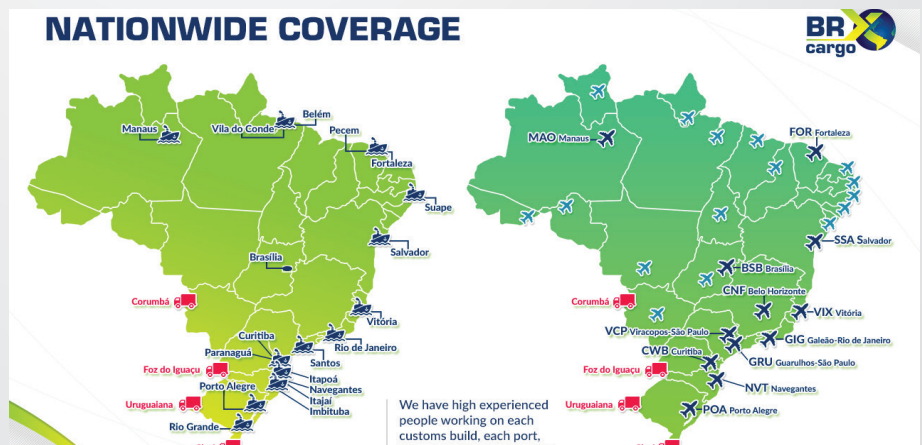 NATIONWIDE COVERAGE
BR
cargo
Manaus
Vila do Conde
Belém
Pecem
Fortaleza
Suape
Salvador
Brasília
Corumbá
Vitória
Rio de Janeiro
Curitiba
Paranaguá
Santos
Foz do Iguaçu
Itapoá
Navegantes
Itajaí
Imbituba
Porto Alegre
Uruguaiana
Rio Grande
MAO Manaus
FOR Fortaleza
SSA Salvador
BSB Brasília
CNF Belo Horizonte
Corumbá
VIX Vitória
VCP Viracopos-São Paulo
GIG Galeão-Rio de Janeiro
CWB Curitiba
GRU Guarulhos-São Paulo
Foz do Iguaçu
NVT Navegantes
Uruguaiana
POA Porto Alegre
We have high experienced
people working on each
customs build, each port,